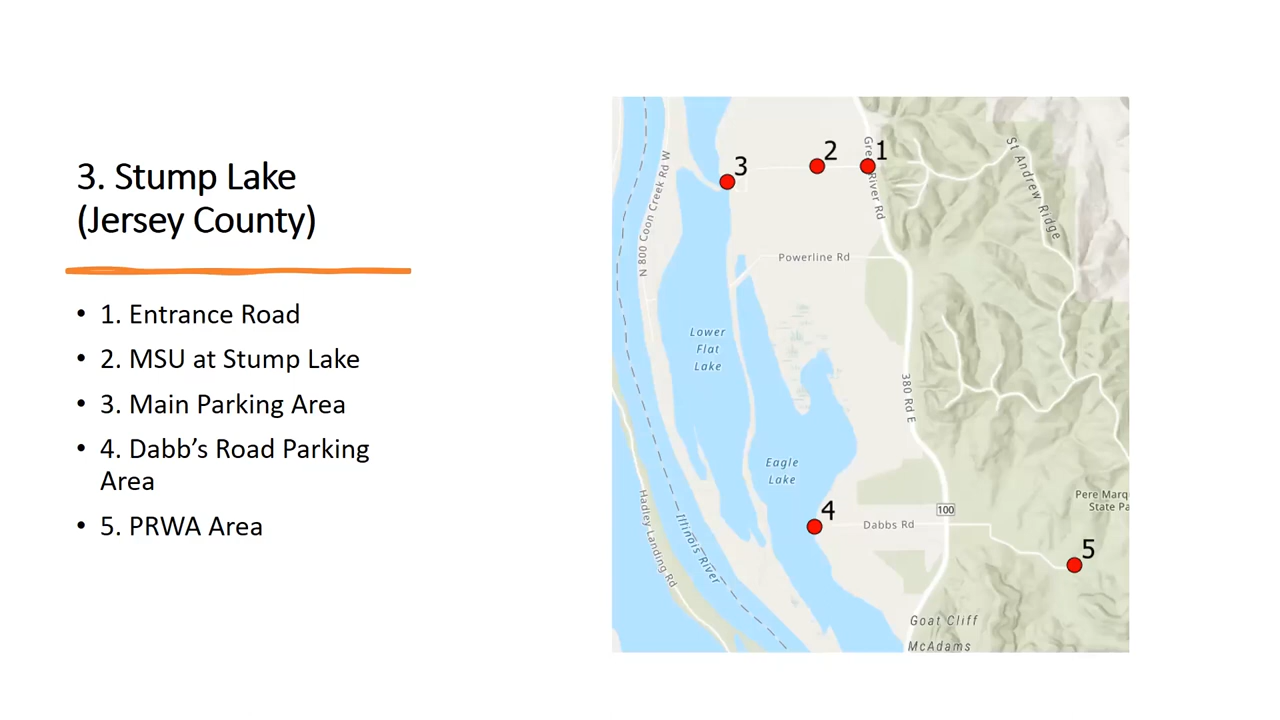 3. Stump Lake
(Jersey County)
• 1. Entrance Road
• 2. MSU at Stump Lake
• 3. Main Parking Area
• 4. Dabb’s Road Parking
Area
• 5. PRWA Area
1
2
3
Gre
River Rd
St Andrew Ridge
N 800 Coon Creek Rd W
Powerline Rd
Lower
Flat
Lake
380 Rd E
Eagle
Lake
Pere Marq
State Pa
4
100
Dabbs Rd
5
Hadley Landing Rd
Illinois River
Goat Cliff
McAdams